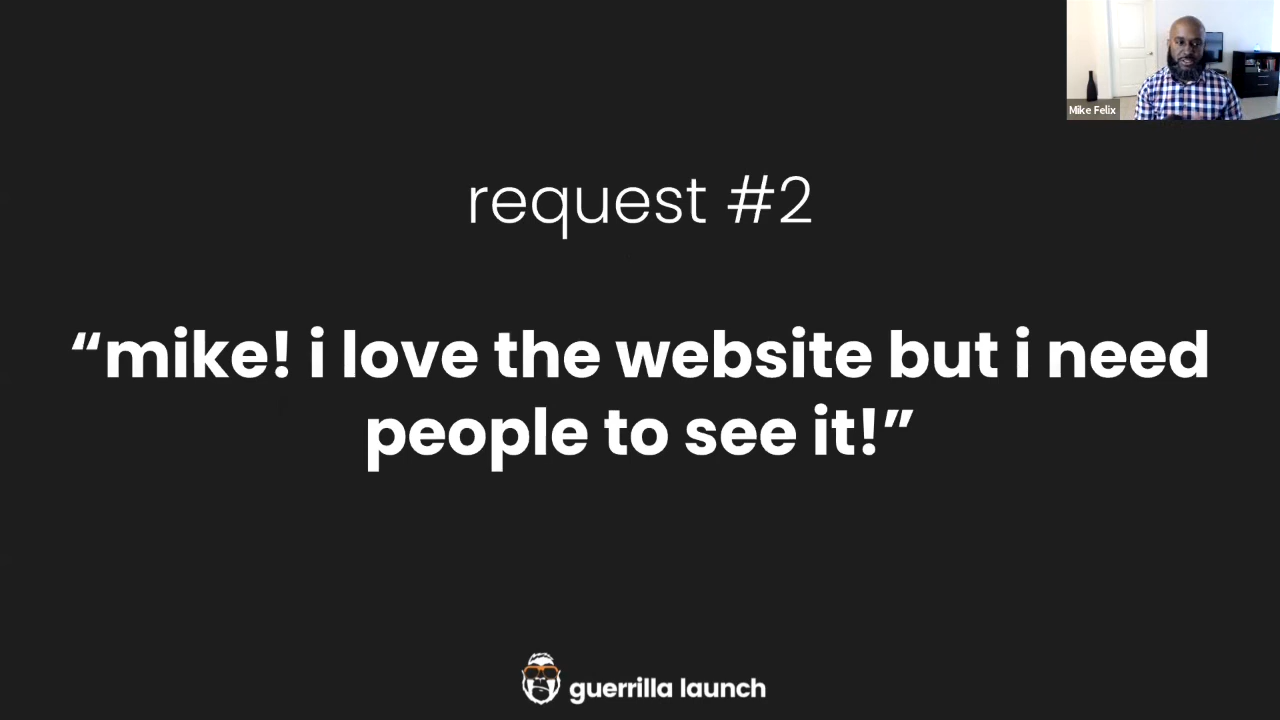 Mike Felix
request #2
“mike! i love the website but i need
people to see it!”
guerrilla launch